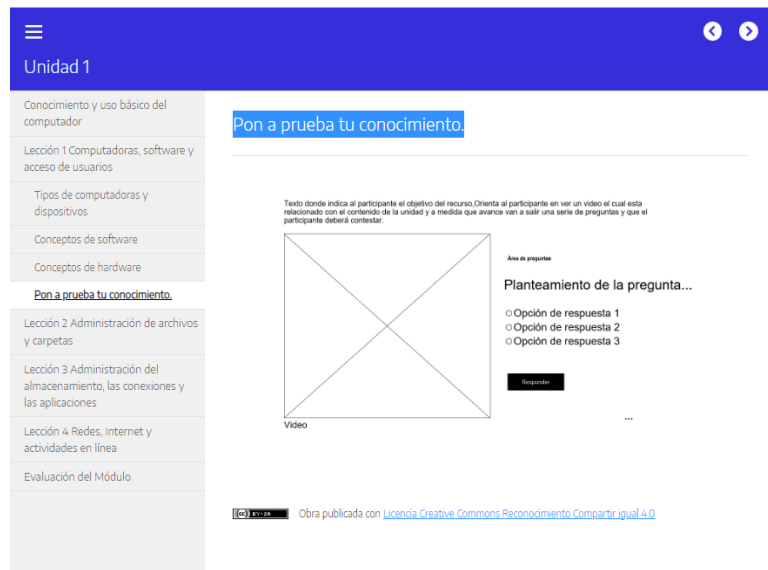 Unidad 1
Conocimiento y uso básico del
computador
Lección 1 Computadoras, software y
acceso de usuarios
Tipos de computadoras y
dispositivos
Conceptos de software
Conceptos de hardware
Pon a prueba tu conocimiento.
Lección 2 Administración de archivos
y carpetas
Lección 3 Administración del
almacenamiento, las conexiones y
las aplicaciones
Lección 4 Redes, Internet y
actividades en línea
Evaluación del Módulo
Pon a prueba tu conocimiento.
Texto donde indica al participante el objetivo del recurso,Orienta al participante en ver un video el cual esta
relacionado con el contenido de la unidad y a medida que avance van a salir una serie de preguntas y que el
participante deberá contestar.
Área de preguntas
Planteamiento de la pregunta...
Opción de respuesta 1
Opción de respuesta 2
Opción de respuesta 3
Responder
...
Video
(cc) BY-SA
Obra publicada con Licencia Creative Commons Reconocimiento Compartir igual 4.0